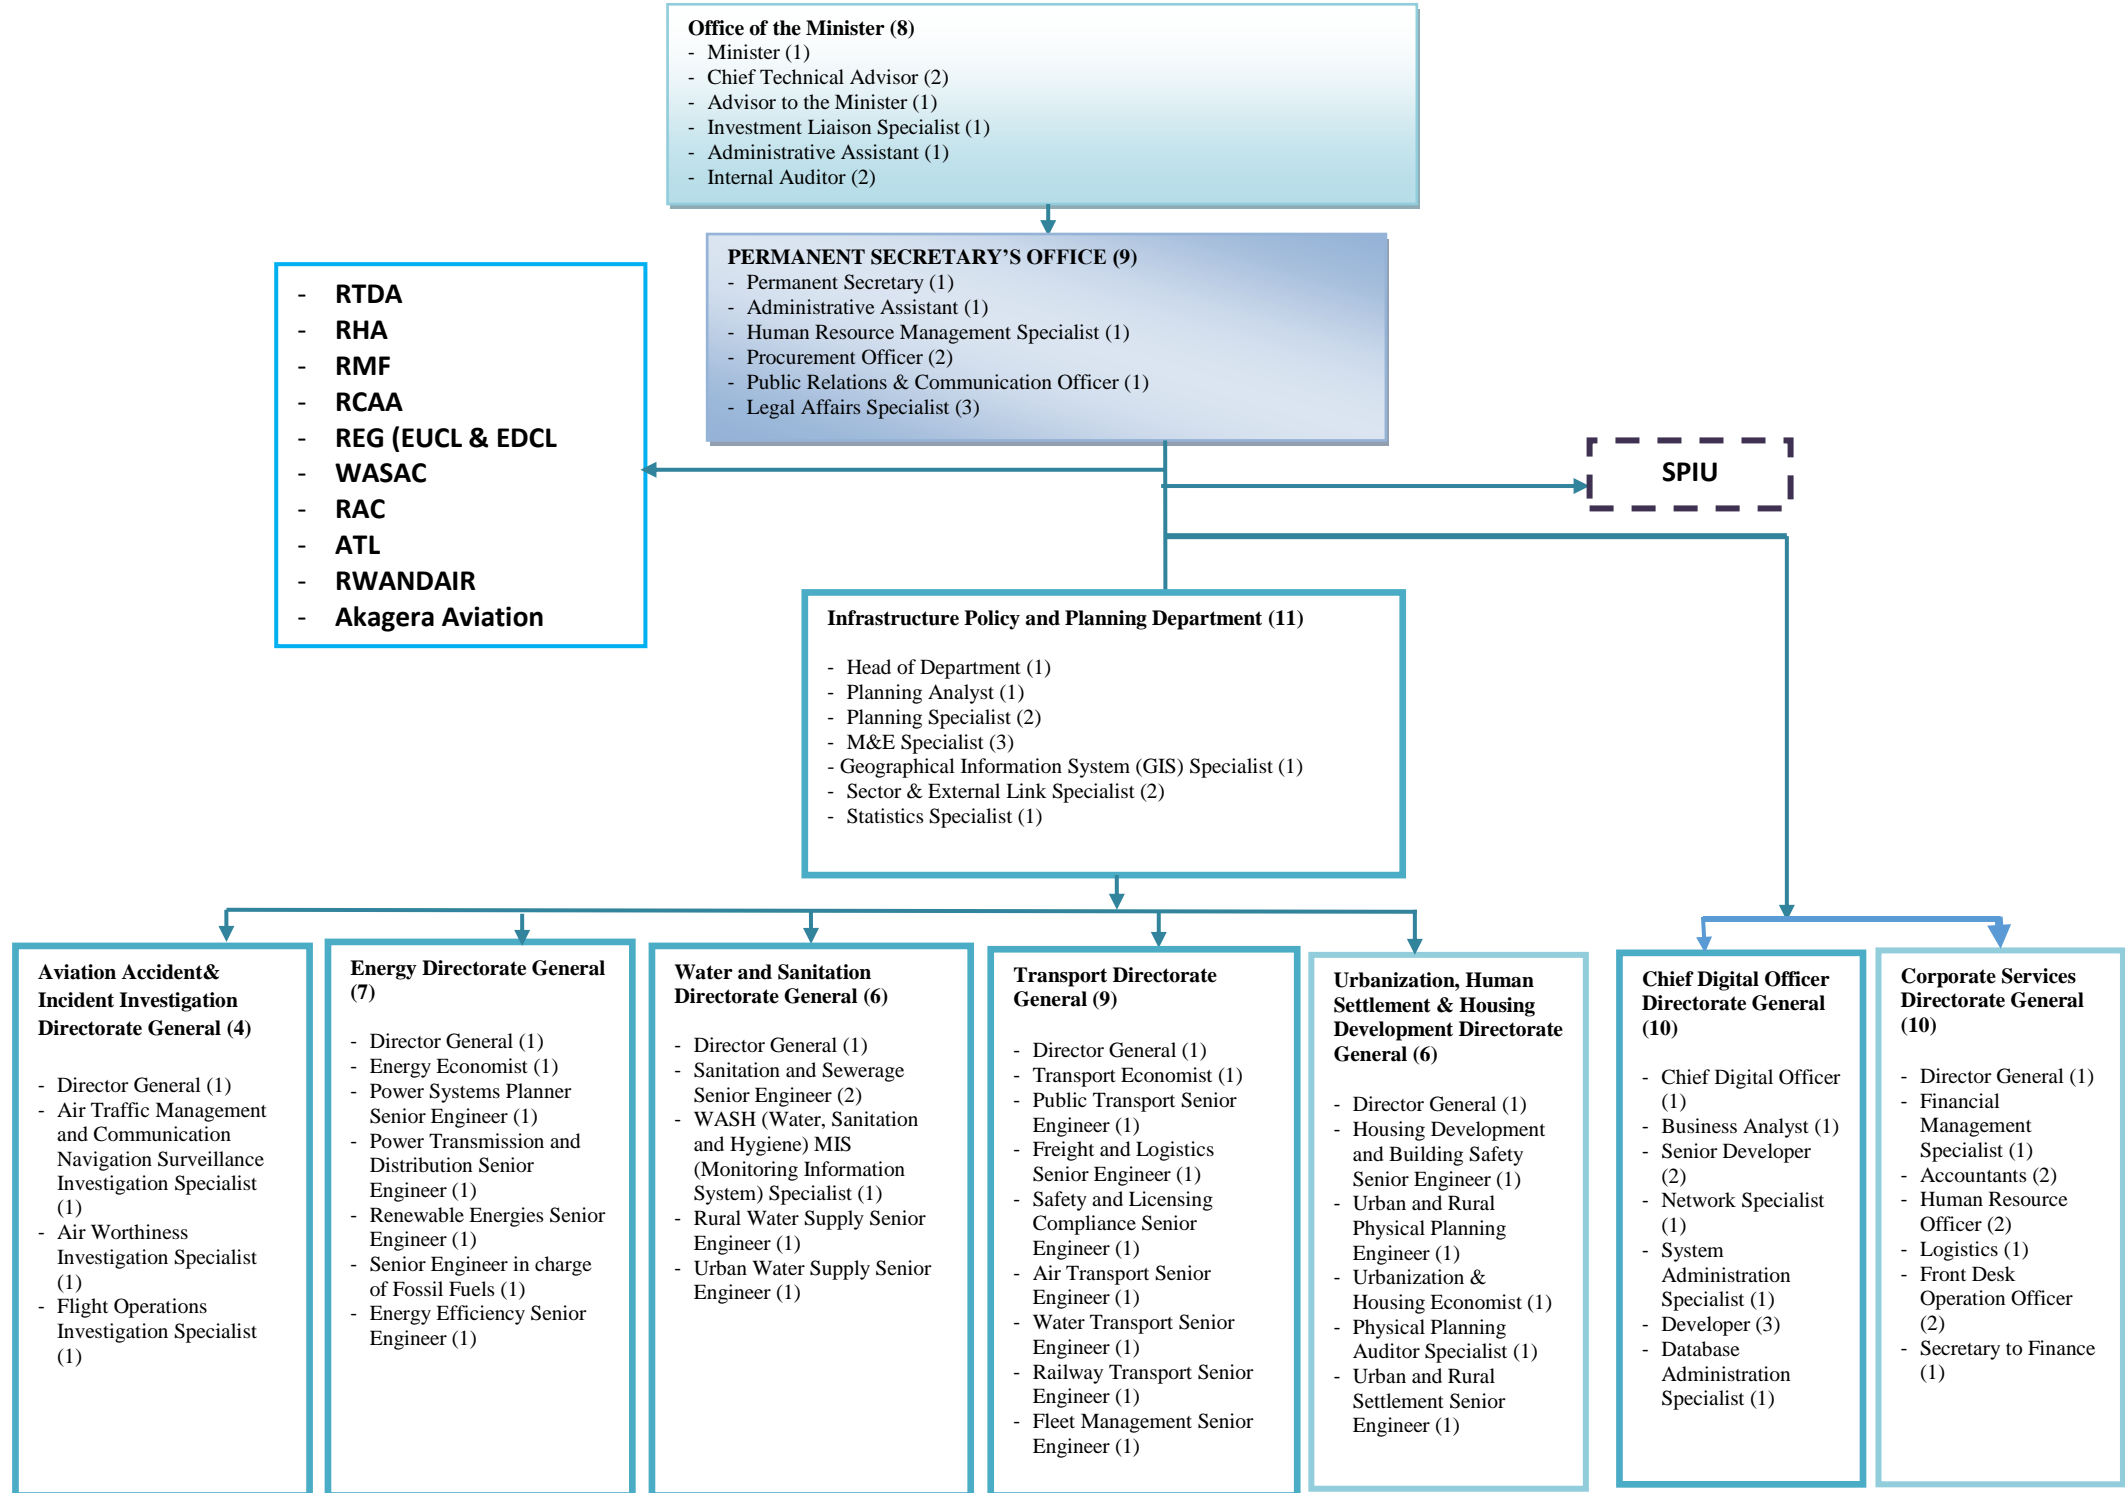 Office of the Minister (8)
- Minister (1)
- Chief Technical Advisor (2)
- Advisor to the Minister (1)
- Investment Liaison Specialist (1)
- Administrative Assistant (1)
- Internal Auditor (2)
PERMANENT SECRETARY’S OFFICE (9)
- Permanent Secretary (1)
- Administrative Assistant (1)
- Human Resource Management Specialist (1)
- Procurement Officer (2)
- Public Relations & Communication Officer (1)
- Legal Affairs Specialist (3)
- RTDA
- RHA
- RMF
- RCAA
- REG (EUCL & EDCL
- WASAC
- RAC
- ATL
- RWANDAIR
- Akagera Aviation
SPIU
Infrastructure Policy and Planning Department (11)
- Head of Department (1)
- Planning Analyst (1)
- Planning Specialist (2)
- M&E Specialist (3)
- Geographical Information System (GIS) Specialist (1)
- Sector & External Link Specialist (2)
- Statistics Specialist (1)
Aviation Accident&
Incident Investigation
Directorate General (4)
- Director General (1)
- Air Traffic Management
and Communication
Navigation Surveillance
Investigation Specialist
(1)
- Air Worthiness
Investigation Specialist
(1)
- Flight Operations
Investigation Specialist
(1)
Energy Directorate General
(7)
- Director General (1)
- Energy Economist (1)
- Power Systems Planner
Senior Engineer (1)
- Power Transmission and
Distribution Senior
Engineer (1)
- Renewable Energies Senior
Engineer (1)
- Senior Engineer in charge
of Fossil Fuels (1)
- Energy Efficiency Senior
Engineer (1)
Water and Sanitation
Directorate General (6)
- Director General (1)
- Sanitation and Sewerage
Senior Engineer (2)
- WASH (Water, Sanitation
and Hygiene) MIS
(Monitoring Information
System) Specialist (1)
- Rural Water Supply Senior
Engineer (1)
- Urban Water Supply Senior
Engineer (1)
Transport Directorate
General (9)
- Director General (1)
- Transport Economist (1)
- Public Transport Senior
Engineer (1)
- Freight and Logistics
Senior Engineer (1)
- Safety and Licensing
Compliance Senior
Engineer (1)
- Air Transport Senior
Engineer (1)
- Water Transport Senior
Engineer (1)
- Railway Transport Senior
Engineer (1)
- Fleet Management Senior
Engineer (1)
Urbanization, Human
Settlement & Housing
Development Directorate
General (6)
- Director General (1)
- Housing Development
and Building Safety
Senior Engineer (1)
- Urban and Rural
Physical Planning
Engineer (1)
- Urbanization &
Housing Economist (1)
- Physical Planning
Auditor Specialist (1)
- Urban and Rural
Settlement Senior
Engineer (1)
Chief Digital Officer
Directorate General
(10)
- Chief Digital Officer
(1)
- Business Analyst (1)
- Senior Developer
(2)
- Network Specialist
(1)
- System
Administration
Specialist (1)
- Developer (3)
- Database
Administration
Specialist (1)
Corporate Services
Directorate General
(10)
- Director General (1)
- Financial
Management
Specialist (1)
- Accountants (2)
- Human Resource
Officer (2)
- Logistics (1)
- Front Desk
Operation Officer
(2)
- Secretary to Finance
(1)